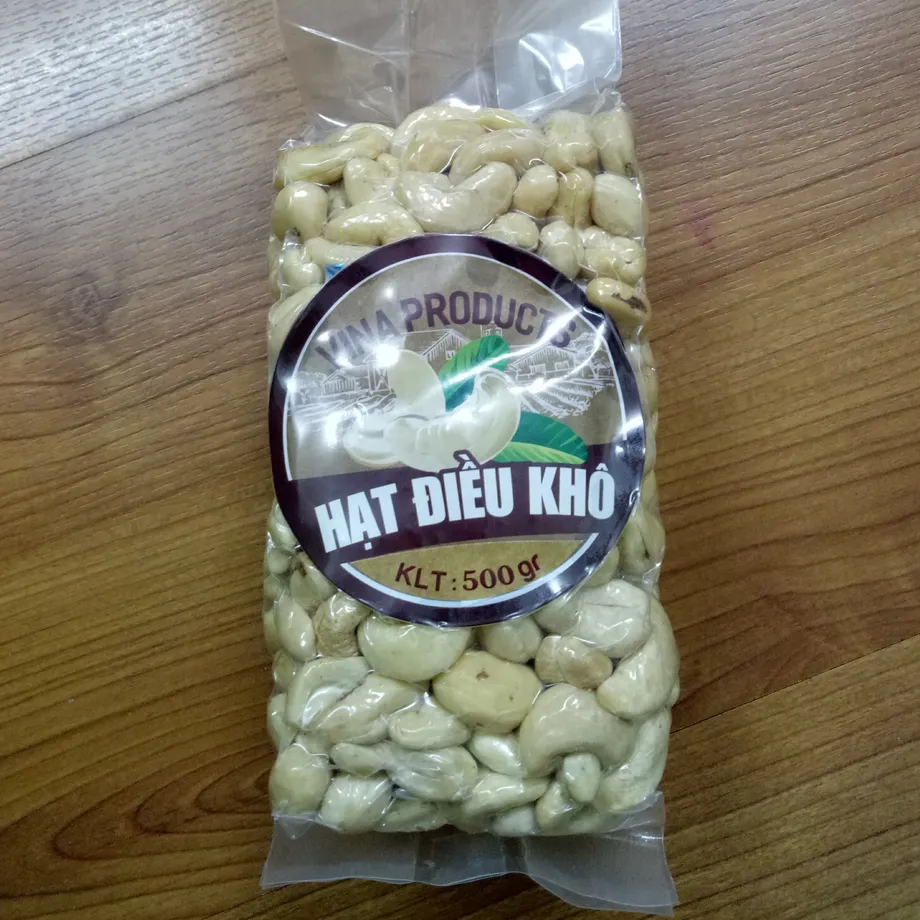 VINA PRODUCTS
HẠT ĐIỀU KHÔ
KLT : 500 gr